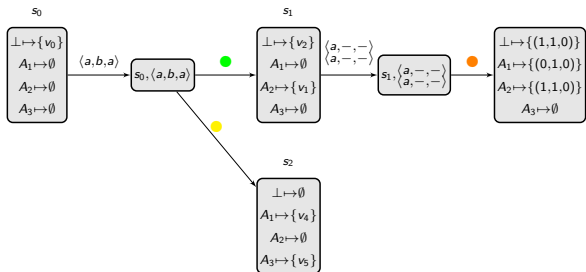 s₀
⊥↦{v₀}
A₁↦∅
A₂↦∅
A₃↦∅
⟨a,b,a⟩
s₀,⟨a,b,a⟩
s₁
⊥↦{v₂}
A₁↦∅
A₂↦{v₁}
A₃↦∅
⟨a,−,−⟩
⟨a,−,−⟩
s₁,⟨a,−,−⟩
⟨a,−,−⟩
⊥↦{(1,1,0)}
A₁↦{(0,1,0)}
A₂↦{(1,1,0)}
A₃↦∅
s₂
⊥↦∅
A₁↦{v₄}
A₂↦∅
A₃↦{v₅}